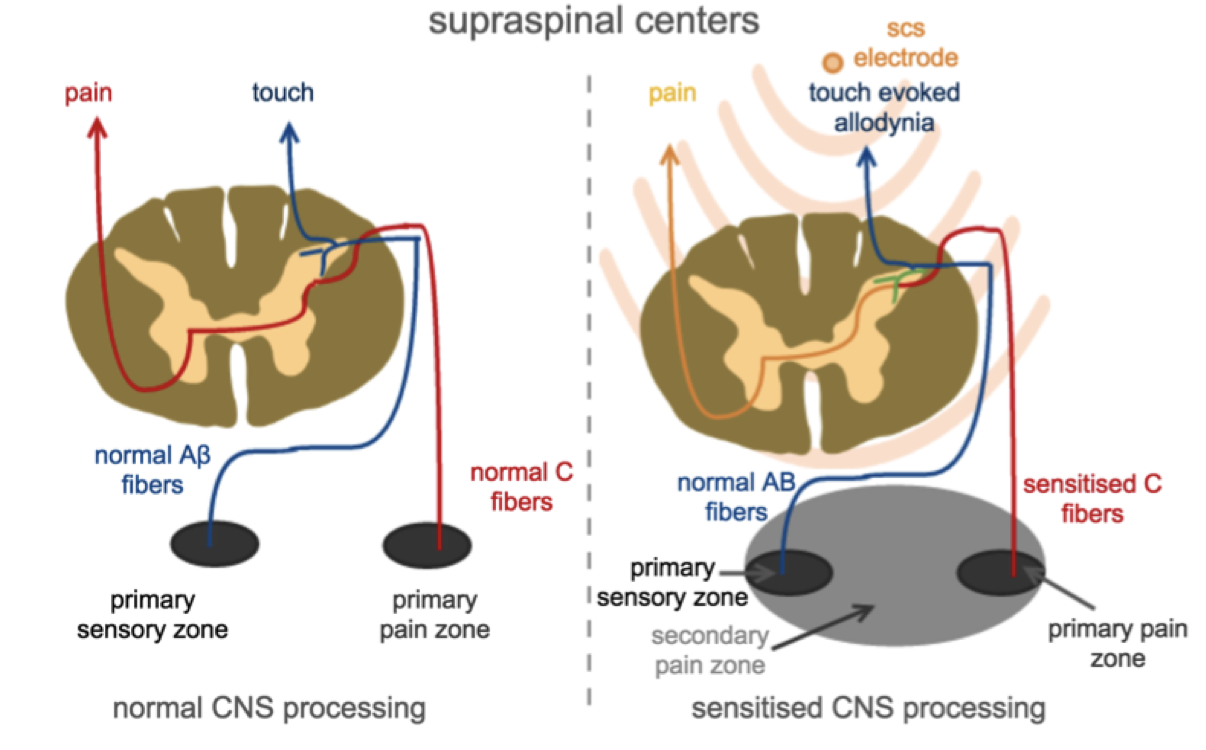 supraspinal centers
pain
touch
normal Aβ
fibers
normal C
fibers
primary
sensory zone
primary
pain zone
normal CNS processing
scs
electrode
pain
touch evoked
allodynia
normal AB
fibers
sensitised C
fibers
primary
sensory zone
secondary
pain zone
primary pain
zone
sensitised CNS processing